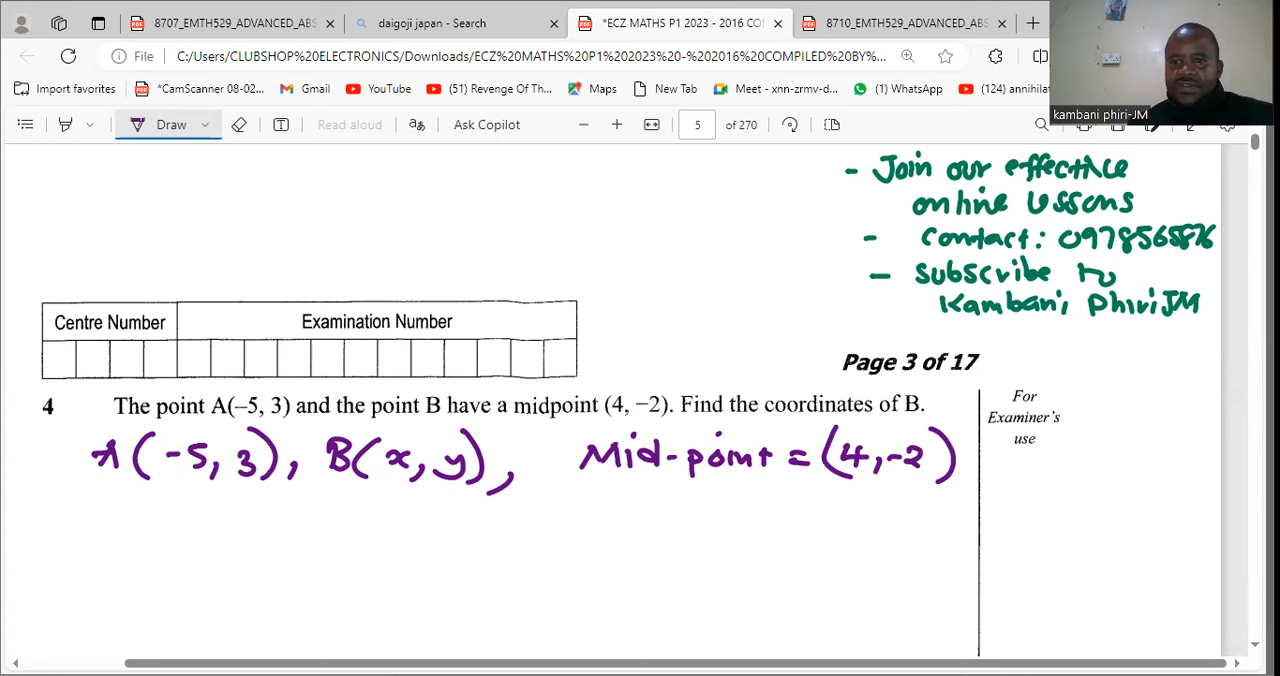 8707_EMTH529_ADVANCED_ABS
daigoji japan - Search
*ECZ MATHS P1 2023 - 2016 CO
8710_EMTH529_ADVANCED_ABS
File
C:/Users/CLUBSHOP%20ELECTRONICS/Downloads/ECZ%20MATHS%20P1%202023%20-%202016%20COMPILED%20BY%...
Import favorites
*CamScanner 08-02...
Gmail
YouTube
(51) Revenge Of Th...
Maps
New Tab
Meet - xnn-zrmv-d...
(1) WhatsApp
(124) annihilat
kambani phiri-JM
Draw
Read aloud
Ask Copilot
5
of 270
- Join our effective
online lessons
- Contact: 0978565876
- Subscribe to
Kambani Phiri JM
Centre Number
Examination Number
Page 3 of 17
4 The point A(–5, 3) and the point B have a midpoint (4, –2). Find the coordinates of B.
For
Examiner's
use
A(-5, 3), B(x, y), Mid-point = (4, -2)